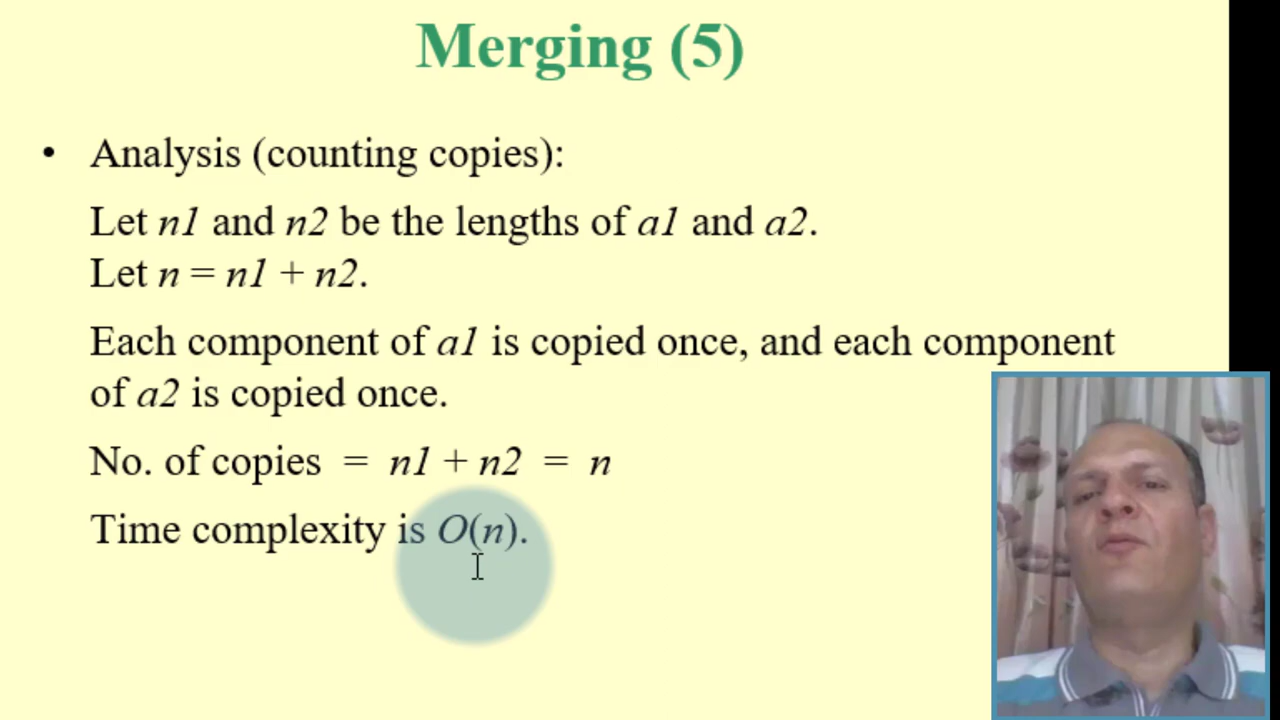 Merging (5)
• Analysis (counting copies):
Let n1 and n2 be the lengths of a1 and a2.
Let n = n1 + n2.
Each component of a1 is copied once, and each component
of a2 is copied once.
No. of copies = n1 + n2 = n
Time complexity is O(n).